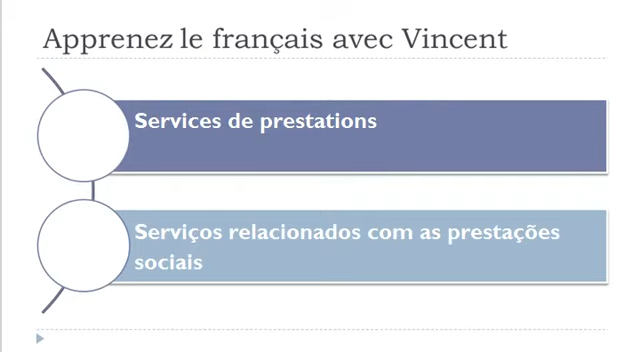 Apprenez le français avec Vincent
Services de prestations
Serviços relacionados com as prestações
sociais